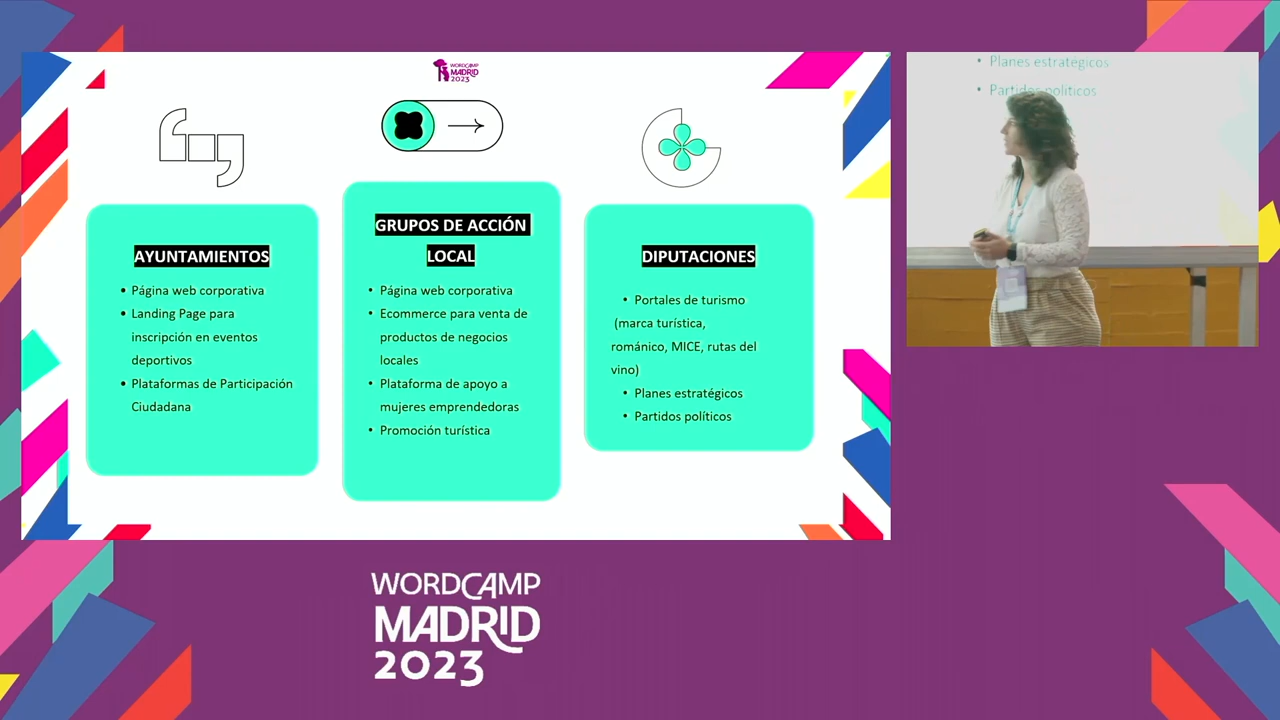 WORDCAMP
MADRID
2023
AYUNTAMIENTOS
• Página web corporativa
• Landing Page para
inscripción en eventos
deportivos
• Plataformas de Participación
Ciudadana
GRUPOS DE ACCIÓN
LOCAL
• Página web corporativa
• Ecommerce para venta de
productos de negocios
locales
• Plataforma de apoyo a
mujeres emprendedoras
• Promoción turística
DIPUTACIONES
• Portales de turismo
(marca turística,
románico, MICE, rutas del
vino)
• Planes estratégicos
• Partidos políticos
• Planes estratégicos
• Partidos políticos
WORDCAMP
MADRID
2023